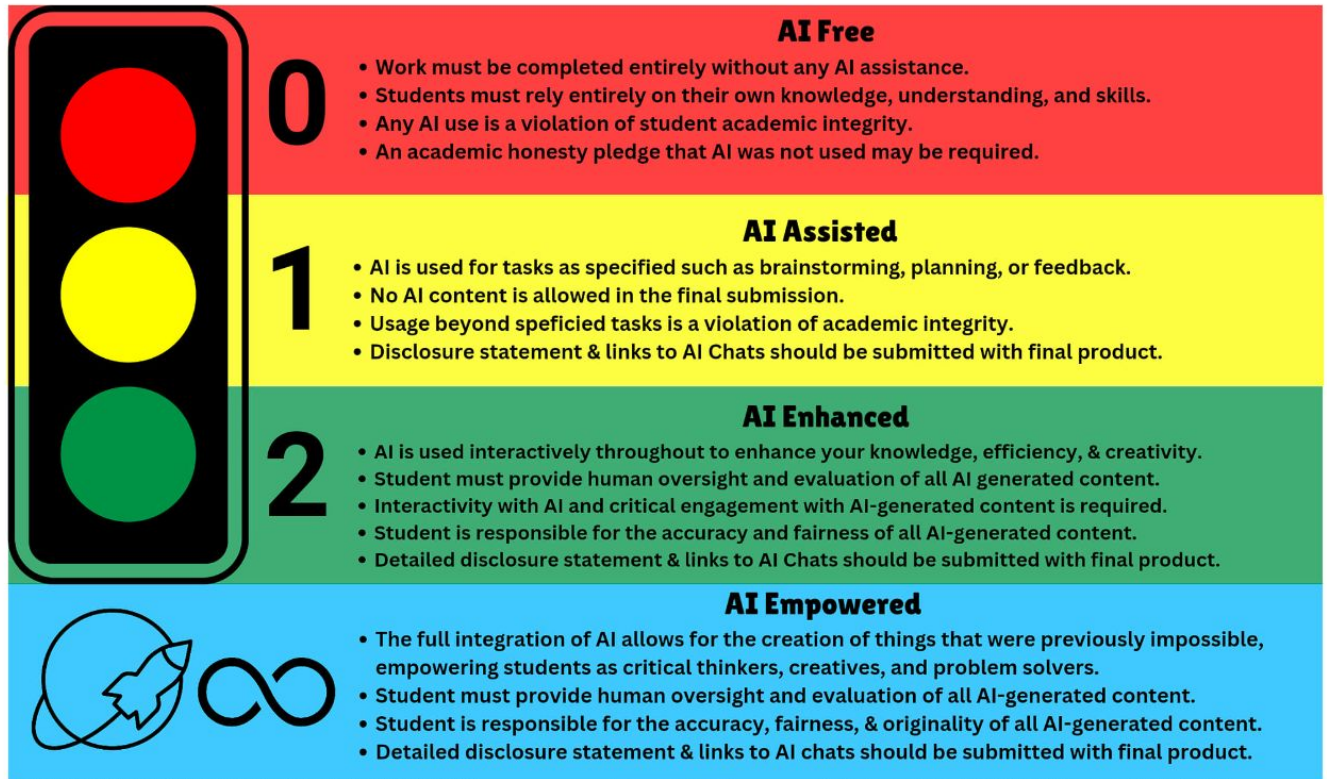 AI Free
0
• Work must be completed entirely without any AI assistance.
• Students must rely entirely on their own knowledge, understanding, and skills.
• Any AI use is a violation of student academic integrity.
• An academic honesty pledge that AI was not used may be required.
AI Assisted
1
• AI is used for tasks as specified such as brainstorming, planning, or feedback.
• No AI content is allowed in the final submission.
• Usage beyond speficied tasks is a violation of academic integrity.
• Disclosure statement & links to AI Chats should be submitted with final product.
AI Enhanced
2
• AI is used interactively throughout to enhance your knowledge, efficiency, & creativity.
• Student must provide human oversight and evaluation of all AI generated content.
• Interactivity with AI and critical engagement with AI-generated content is required.
• Student is responsible for the accuracy and fairness of all AI-generated content.
• Detailed disclosure statement & links to AI Chats should be submitted with final product.
AI Empowered
∞
• The full integration of AI allows for the creation of things that were previously impossible,
empowering students as critical thinkers, creatives, and problem solvers.
• Student must provide human oversight and evaluation of all AI-generated content.
• Student is responsible for the accuracy, fairness, & originality of all AI-generated content.
• Detailed disclosure statement & links to AI chats should be submitted with final product.